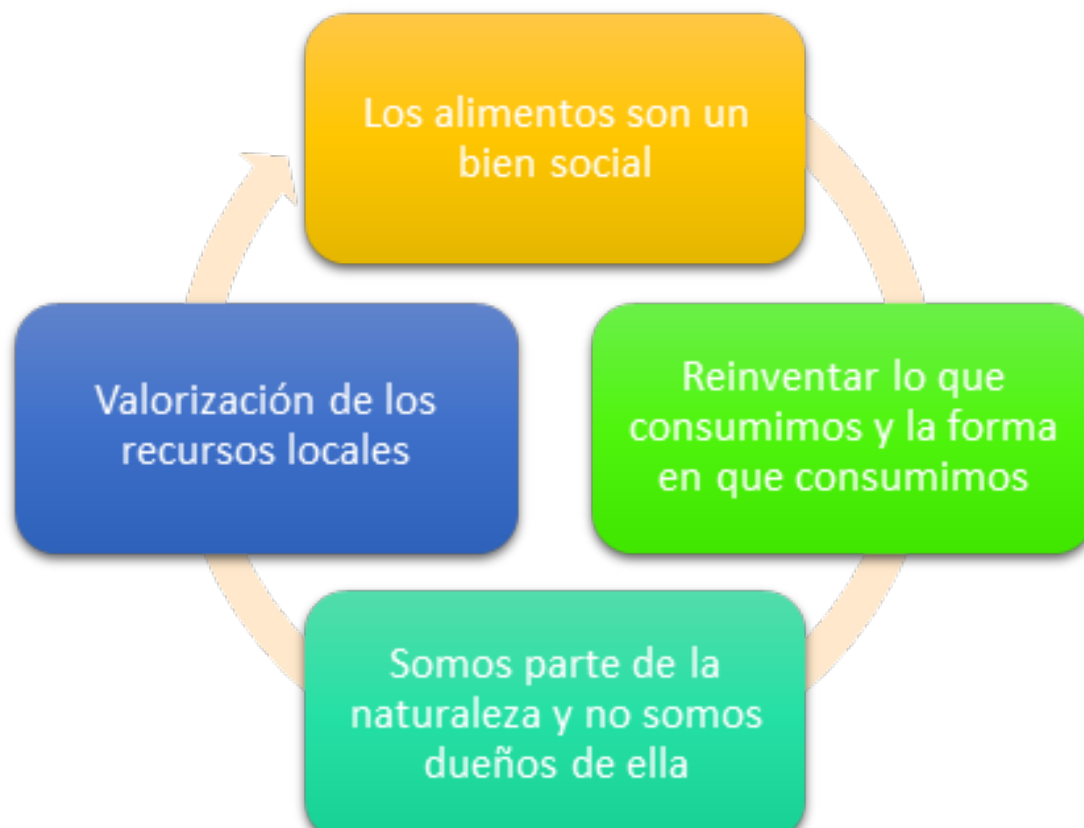 Los alimentos son un
bien social
Reinventar lo que
consumimos y la forma
en que consumimos
Somos parte de la
naturaleza y no somos
dueños de ella
Valorización de los
recursos locales